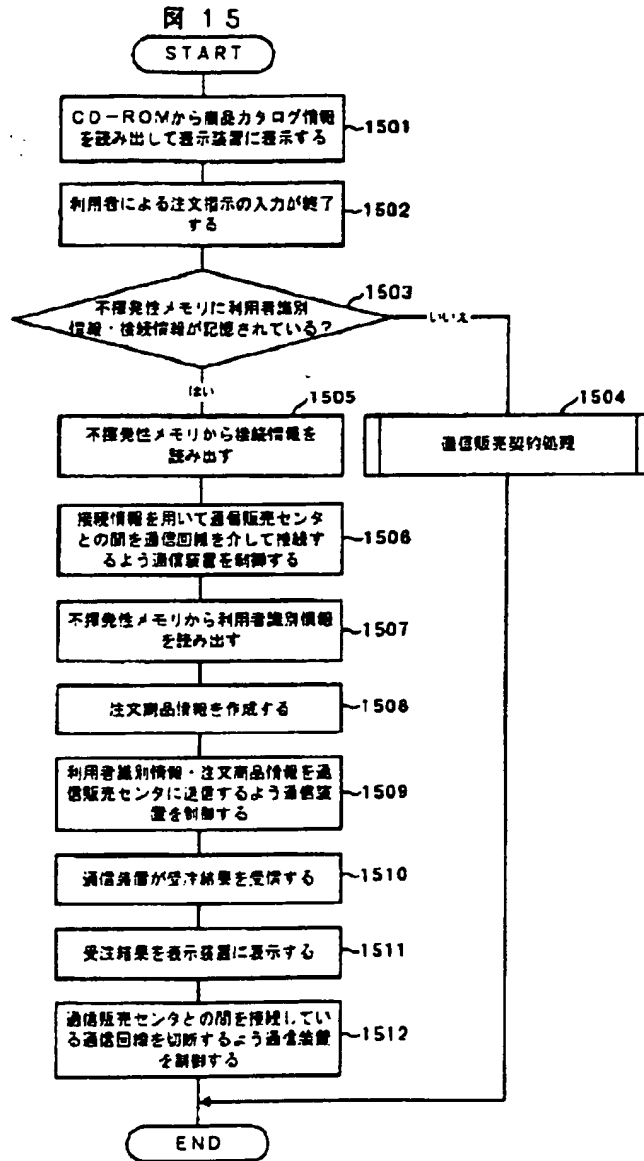 図 15
START
CD-ROMから商品カタログ情報
を読み出して表示装置に表示する
1501
利用者による注文指示の入力が終了
する
1502
不揮発性メモリに利用者識別
情報・接続情報が記憶されている?
1503
いいえ
はい
1505
不揮発性メモリから接続情報を
読み出す
1504
通信販売契約処理
接続情報を用いて通信販売センタ
との間を通信回線を介して接続す
るよう通信装置を制御する
1506
不揮発性メモリから利用者識別情報
を読み出す
1507
注文商品情報を作成する
1508
利用者識別情報・注文商品情報を通
信販売センタに送信するよう通信装
置を制御する
1509
通信装置が受注結果を受信する
1510
受注結果を表示装置に表示する
1511
通信販売センタとの間を接続してい
る通信回線を切断するよう通信装置
を制御する
1512
END